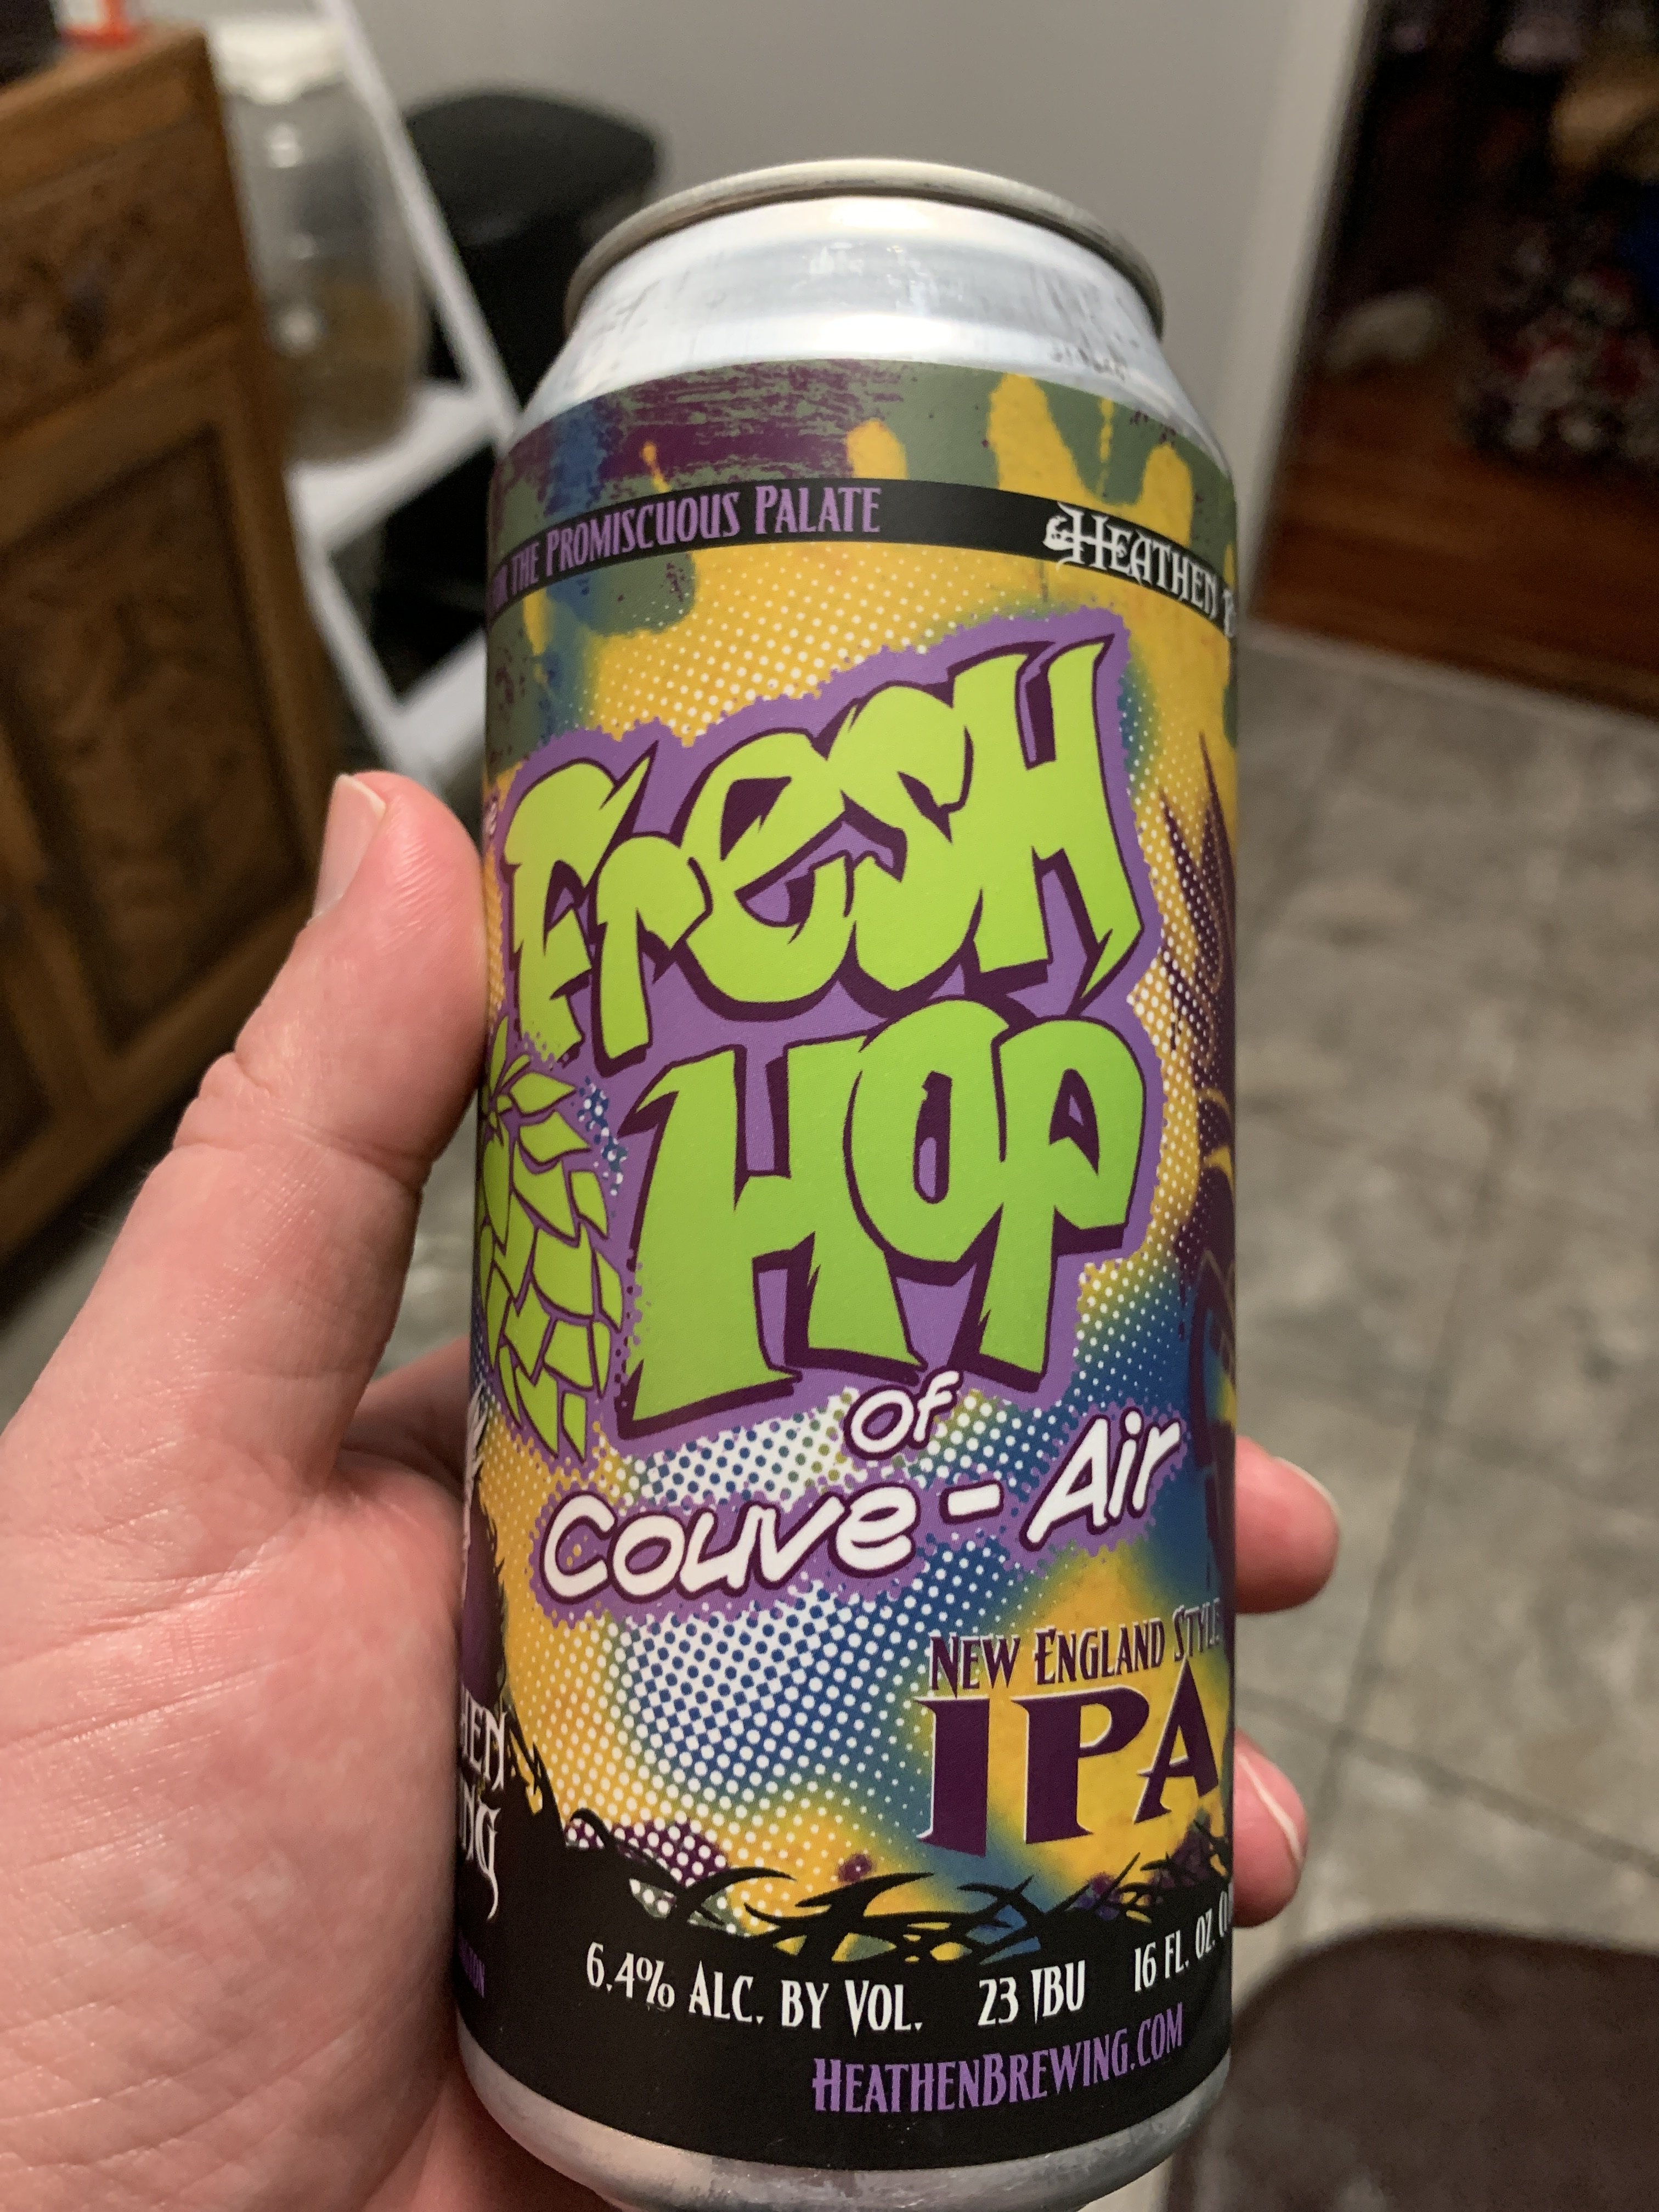 THE PROMISCUOUS PALATE
HEATHEN
FRESH
HOP
OF
COUVE-AIR
NEW ENGLAND STYLE
IPA
6.4% ALC. BY VOL. 23 IBU 16 FL. OZ.
HEATHENBREWING.COM